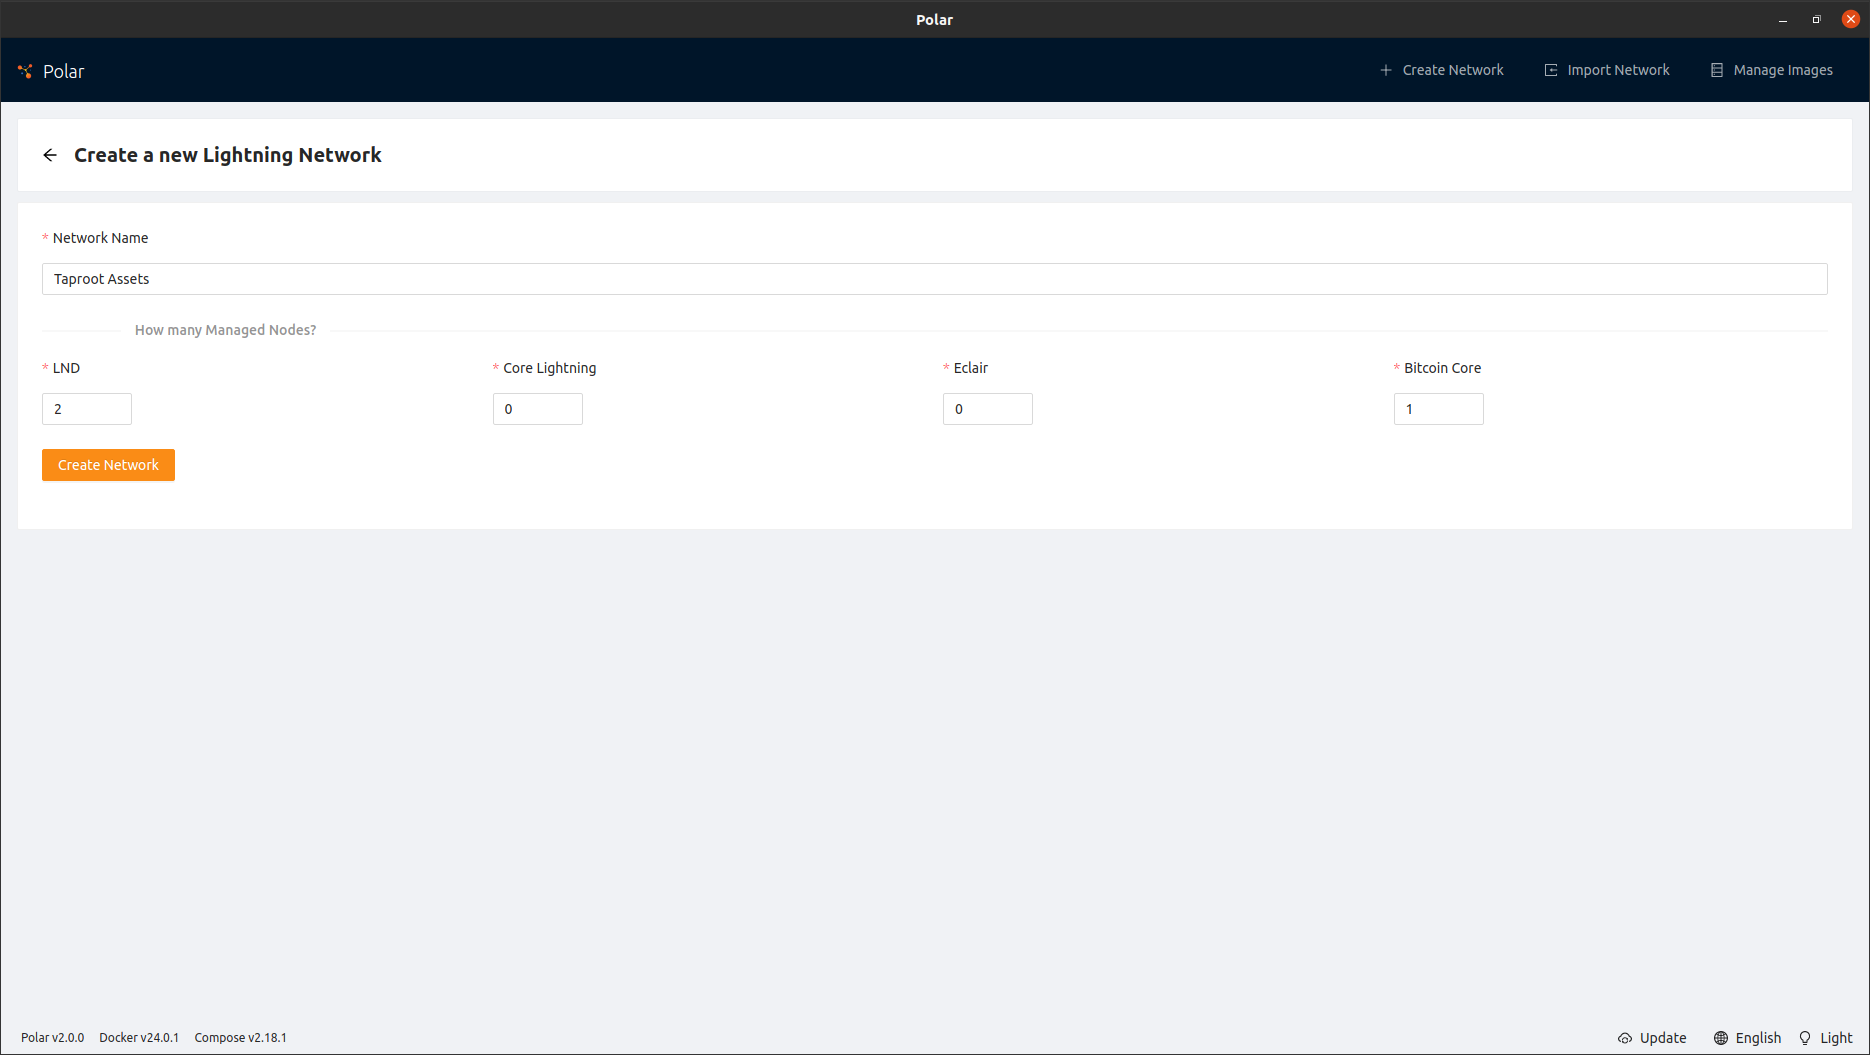 Polar
Polar
Create Network
Import Network
Manage Images
Create a new Lightning Network
* Network Name
Taproot Assets
How many Managed Nodes?
* LND
* Core Lightning
* Eclair
* Bitcoin Core
2
0
0
1
Create Network
Polar v2.0.0
Docker v24.0.1
Compose v2.18.1
Update
English
Light